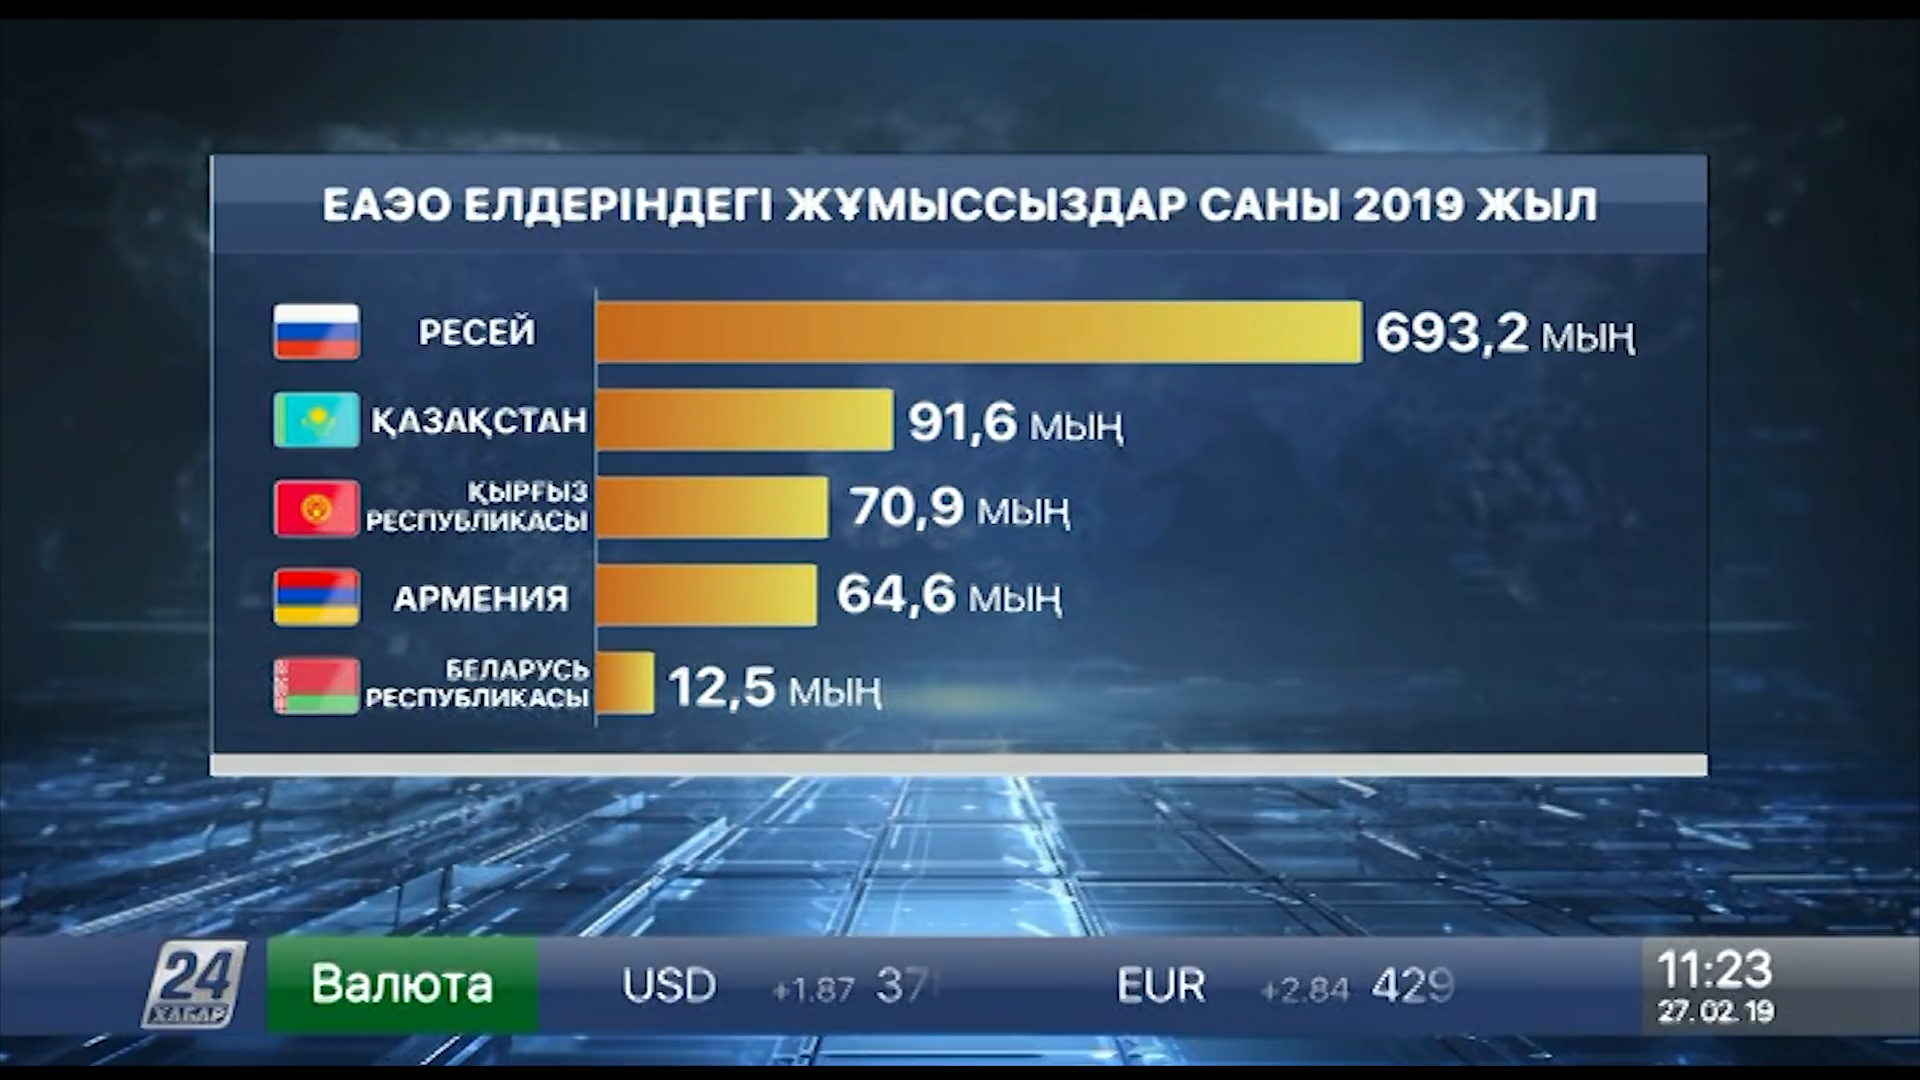 ЕАЭО ЕЛДЕРІНДЕГІ ЖҰМЫССЫЗДАР САНЫ 2019 ЖЫЛ
РЕСЕЙ 693,2 мың
ҚАЗАҚСТАН 91,6 мың
ҚЫРҒЫЗ
РЕСПУБЛИКАСЫ 70,9 мың
АРМЕНИЯ 64,6 мың
БЕЛАРУСЬ
РЕСПУБЛИКАСЫ 12,5 мың
24
ХАБАР
Валюта USD +1.87 EUR +2.84 429
11:23
27.02.19